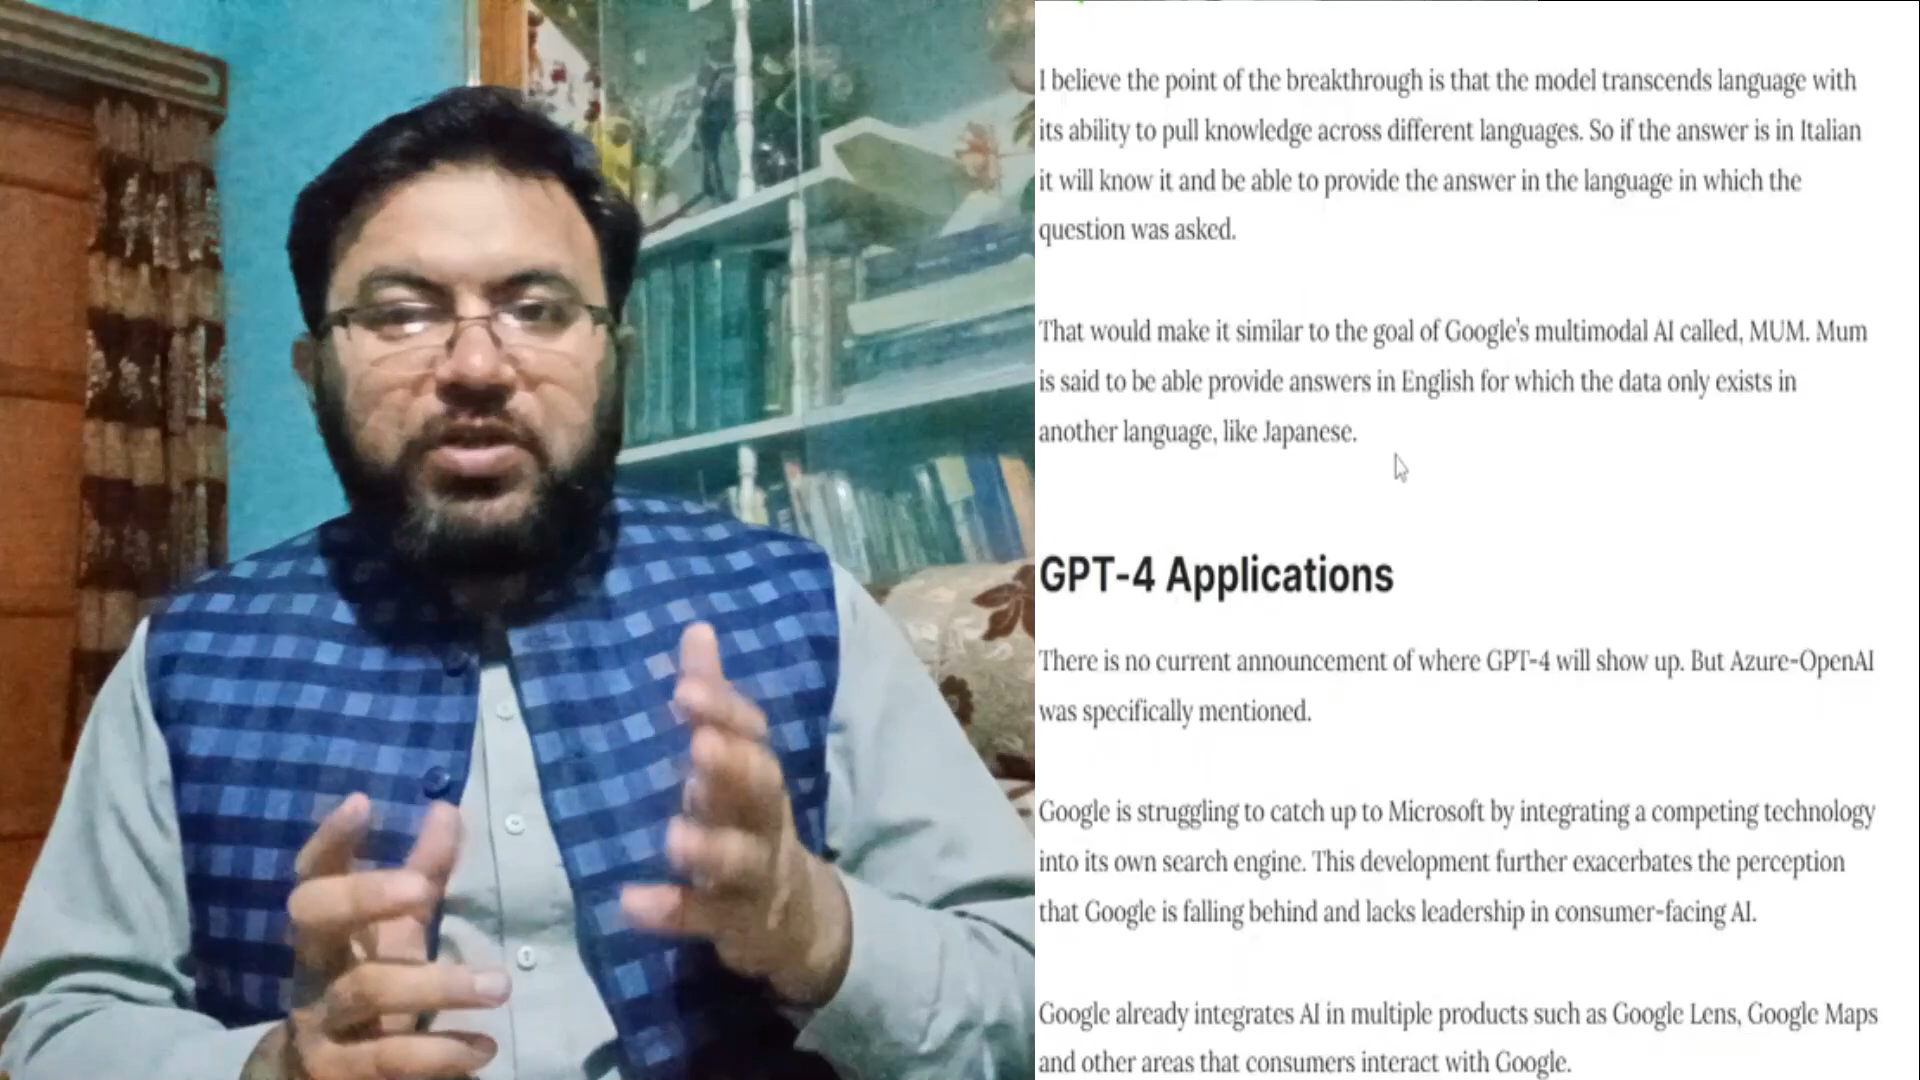 I believe the point of the breakthrough is that the model transcends language with
its ability to pull knowledge across different languages. So if the answer is in Italian
it will know it and be able to provide the answer in the language in which the
question was asked.
That would make it similar to the goal of Google's multimodal AI called, MUM. Mum
is said to be able provide answers in English for which the data only exists in
another language, like Japanese.
GPT-4 Applications
There is no current announcement of where GPT-4 will show up. But Azure-OpenAI
was specifically mentioned.
Google is struggling to catch up to Microsoft by integrating a competing technology
into its own search engine. This development further exacerbates the perception
that Google is falling behind and lacks leadership in consumer-facing AI.
Google already integrates AI in multiple products such as Google Lens, Google Maps
and other areas that consumers interact with Google.